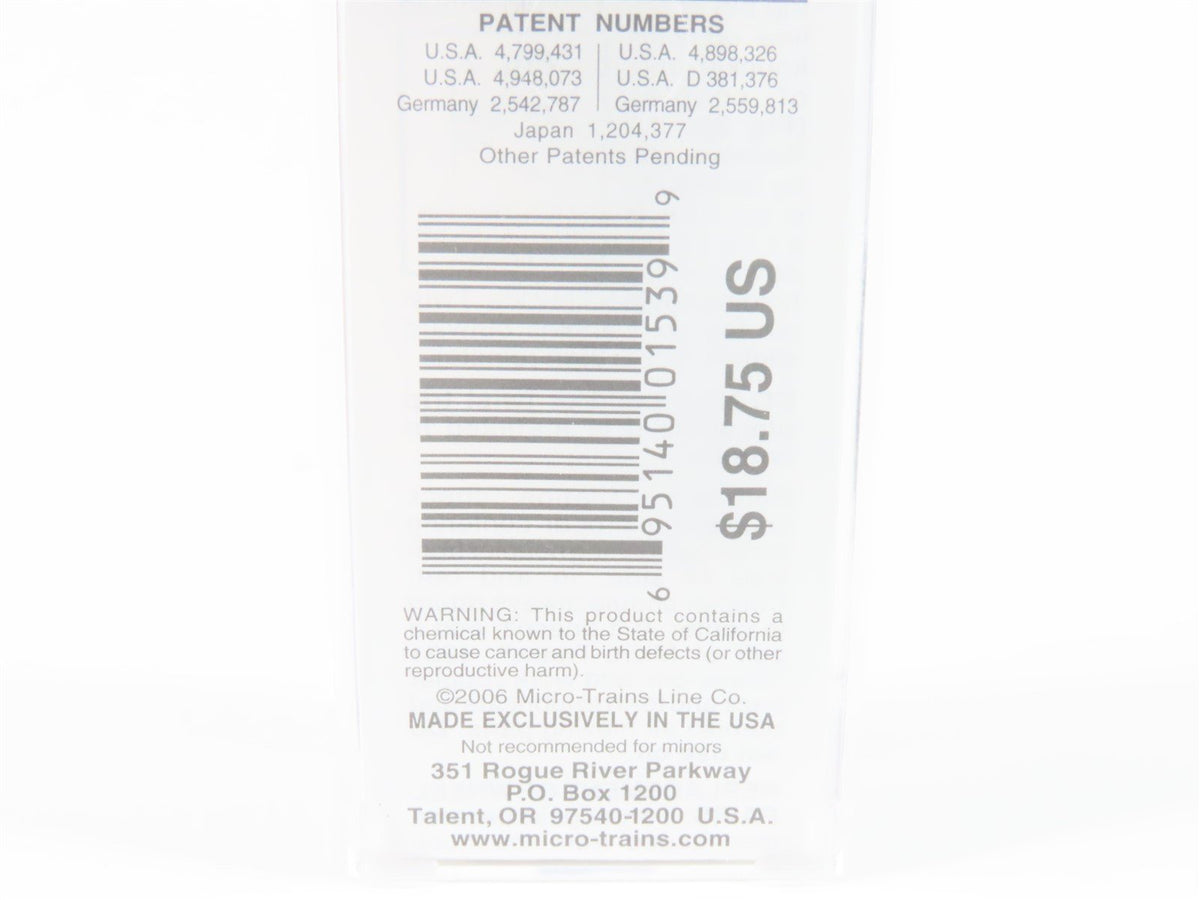 PATENT NUMBERS
U.S.A. 4,799,431 U.S.A. 4,898,326
U.S.A. 4,948,073 U.S.A. D 381,376
Germany 2,542,787 Germany 2,559,813
Japan 1,204,377
Other Patents Pending
6 95140 01539 9
$18.75 US
WARNING: This product contains a
chemical known to the State of California
to cause cancer and birth defects (or other
reproductive harm).
©2006 Micro-Trains Line Co.
MADE EXCLUSIVELY IN THE USA
Not recommended for minors
351 Rogue River Parkway
P.O. Box 1200
Talent, OR 97540-1200 U.S.A.
www.micro-trains.com